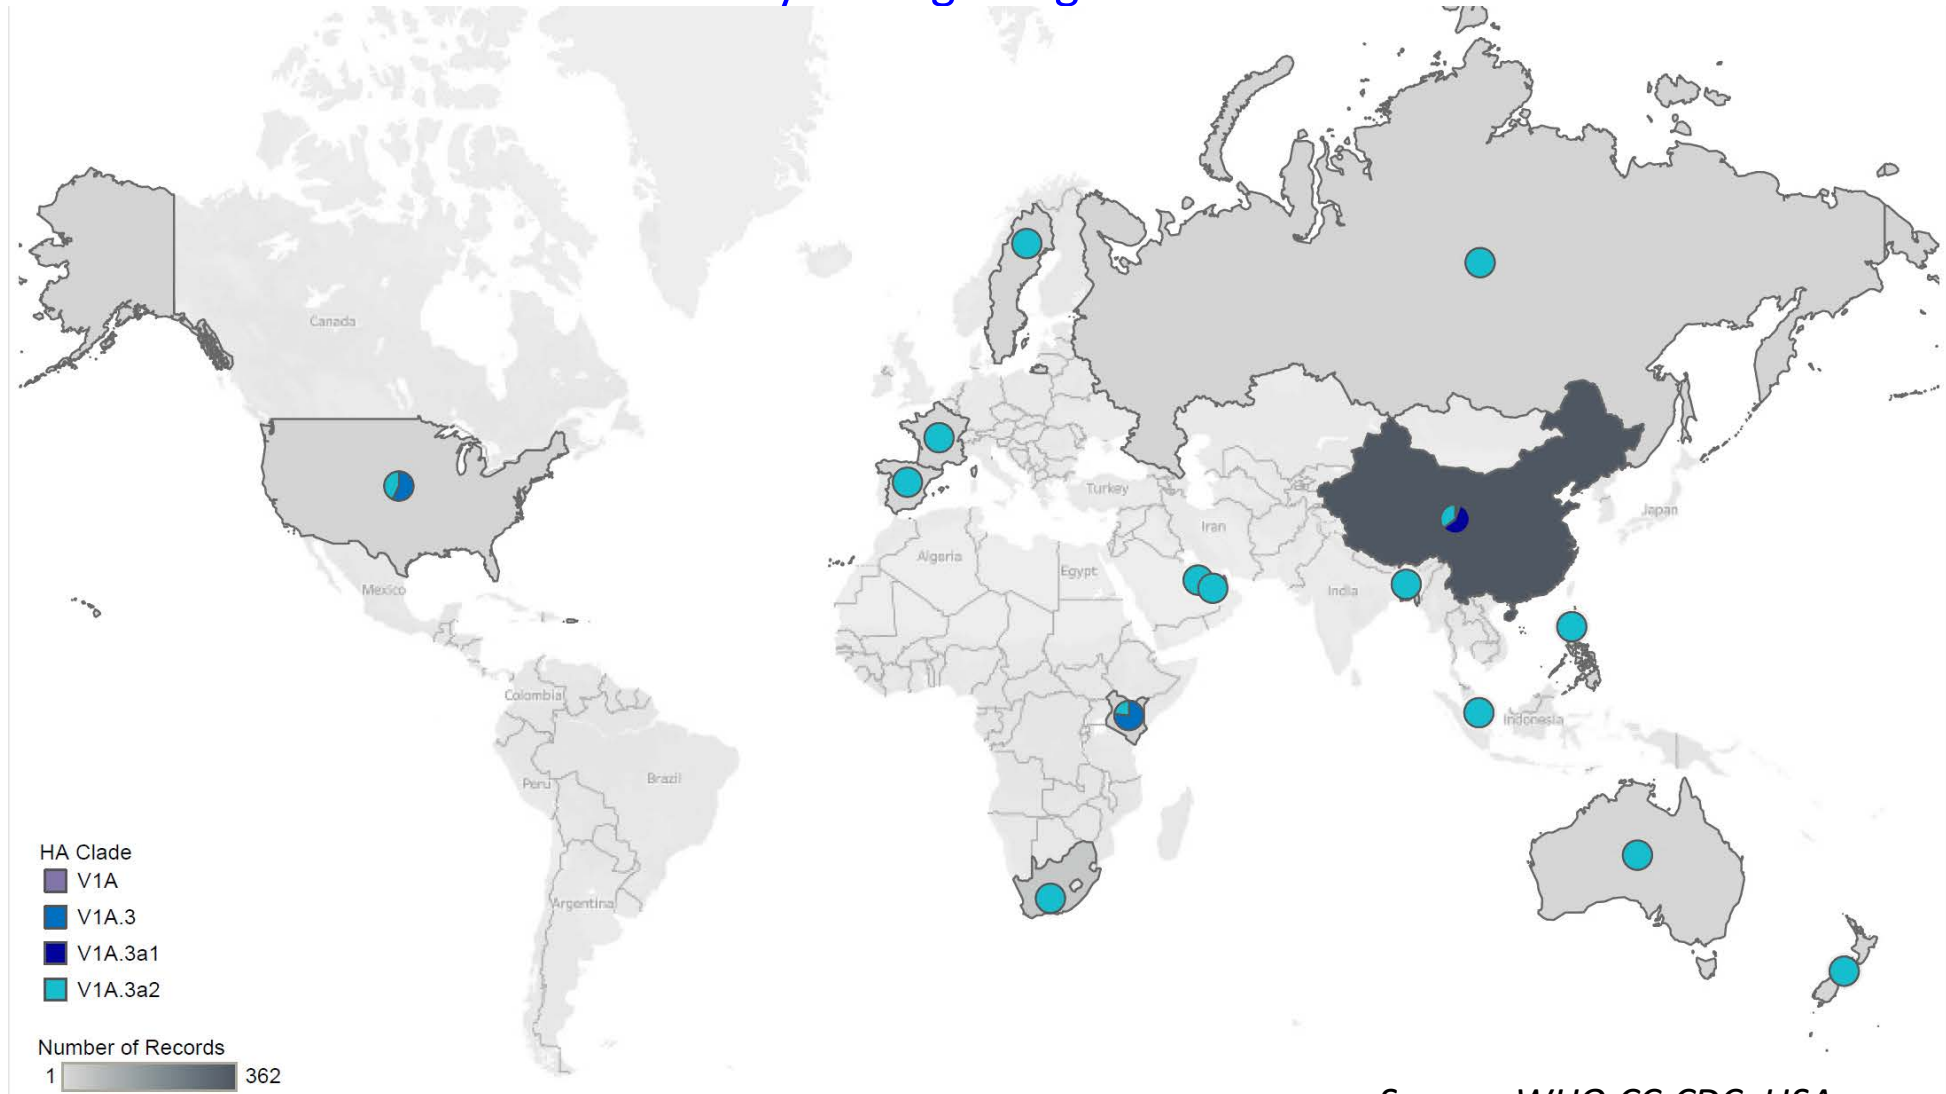 Canada
Turkey
Japan
Iran
Algeria
Egypt
India
Mexico
Colombia
Indonesia
Peru
Brazil
Argentina
HA Clade
V1A
V1A.3
V1A.3a1
V1A.3a2
Number of Records
1 362